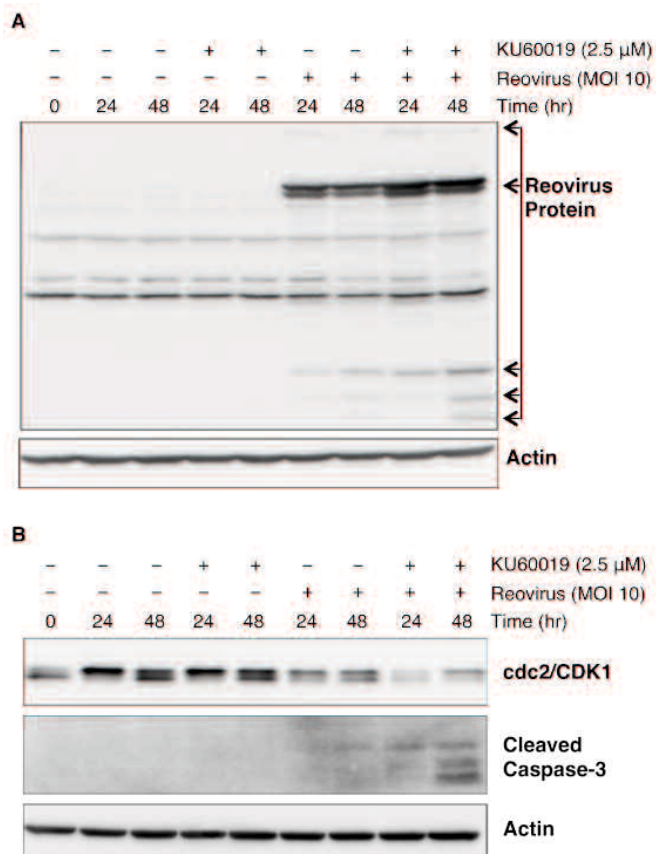 A
– – – + + – – + + KU60019 (2.5 µM)
– – – – – + + + + Reovirus (MOI 10)
0 24 48 24 48 24 48 24 48 Time (hr)
Reovirus
Protein
Actin
B
– – – + + – – + + KU60019 (2.5 µM)
– – – – – + + + + Reovirus (MOI 10)
0 24 48 24 48 24 48 24 48 Time (hr)
cdc2/CDK1
Cleaved
Caspase-3
Actin